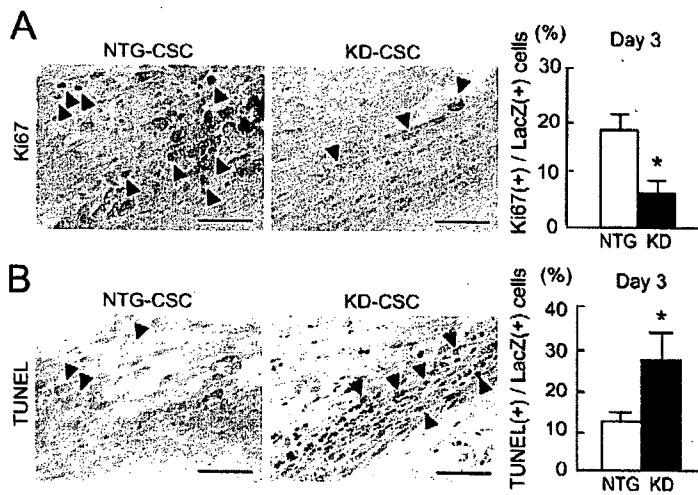 A
NTG-CSC
KD-CSC
Ki67
(%)
Day 3
Ki67(+) / LacZ(+) cells
30
20
10
0
*
NTG KD
B
NTG-CSC
KD-CSC
TUNEL
(%)
Day 3
TUNEL(+) / LacZ(+) cells
40
30
20
10
0
*
NTG KD